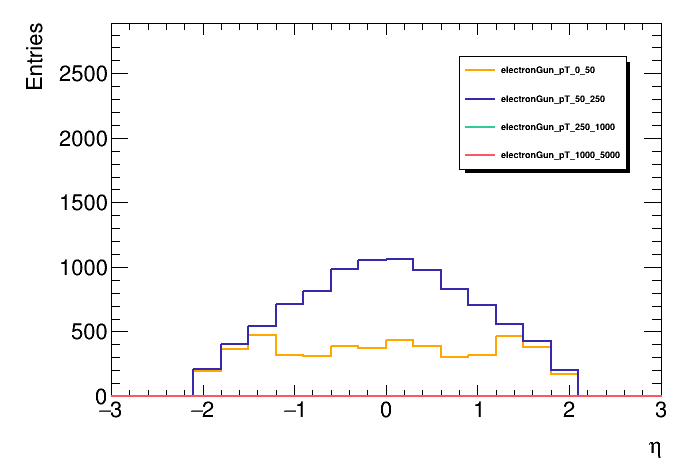 Entries
2500
2000
1500
1000
500
0
−3
−2
−1
0
1
2
3
η
electronGun_pT_0_50
electronGun_pT_50_250
electronGun_pT_250_1000
electronGun_pT_1000_5000